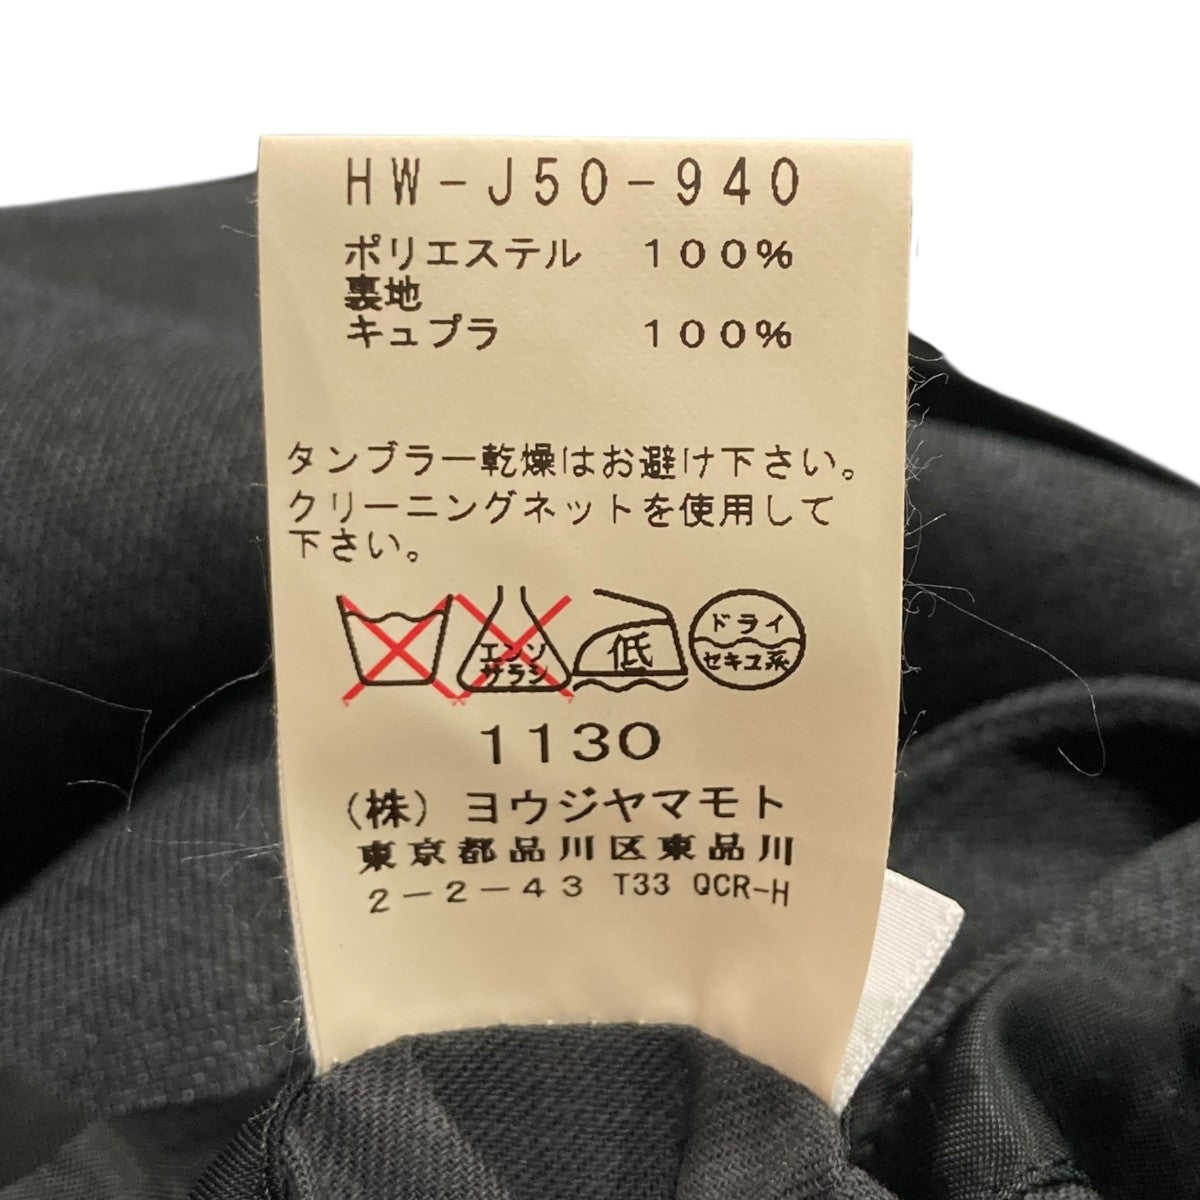 HW-J50-940
ポリエステル 100%
裏地
キュプラ 100%
タンブラー乾燥はお避け下さい。
クリーニングネットを使用して
下さい。
エンソ
サラシ
低
ドライ
セキユ系
1130
(株) ヨウジヤマモト
東京都品川区東品川
2-2-43 T33 QCR-H